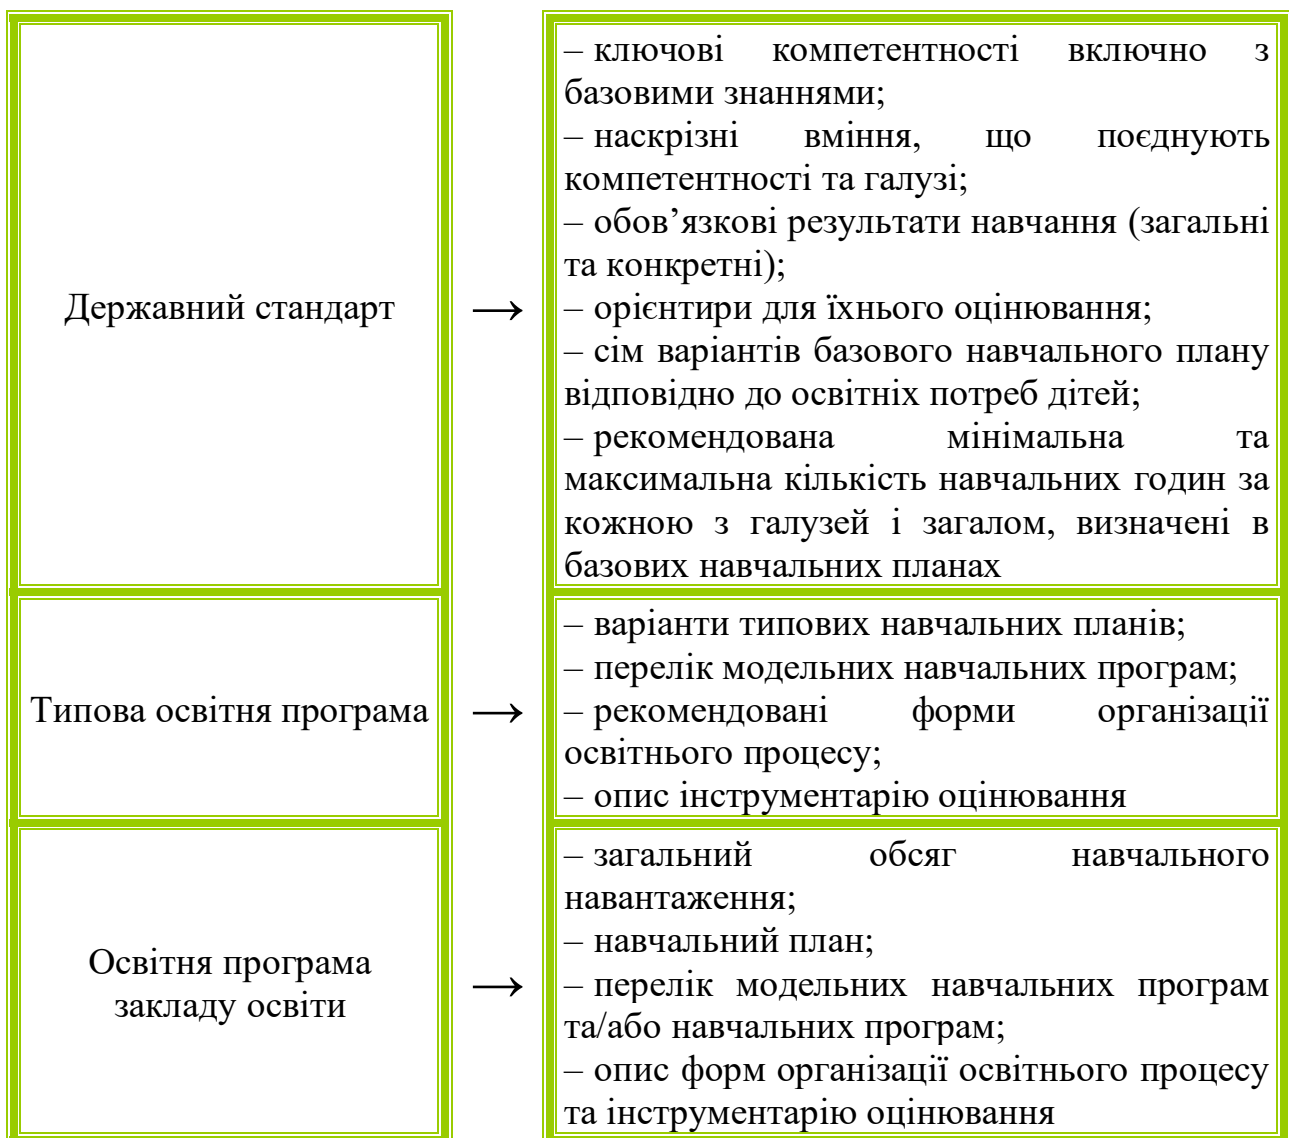 Державний стандарт
→
– ключові компетентності включно з
базовими знаннями;
– наскрізні вміння, що поєднують
компетентності та галузі;
– обов’язкові результати навчання (загальні
та конкретні);
– орієнтири для їхнього оцінювання;
– сім варіантів базового навчального плану
відповідно до освітніх потреб дітей;
– рекомендована мінімальна та
максимальна кількість навчальних годин за
кожною з галузей і загалом, визначені в
базових навчальних планах
Типова освітня програма
→
– варіанти типових навчальних планів;
– перелік модельних навчальних програм;
– рекомендовані форми організації
освітнього процесу;
– опис інструментарію оцінювання
Освітня програма
закладу освіти
→
– загальний обсяг навчального
навантаження;
– навчальний план;
– перелік модельних навчальних програм
та/або навчальних програм;
– опис форм організації освітнього процесу
та інструментарію оцінювання